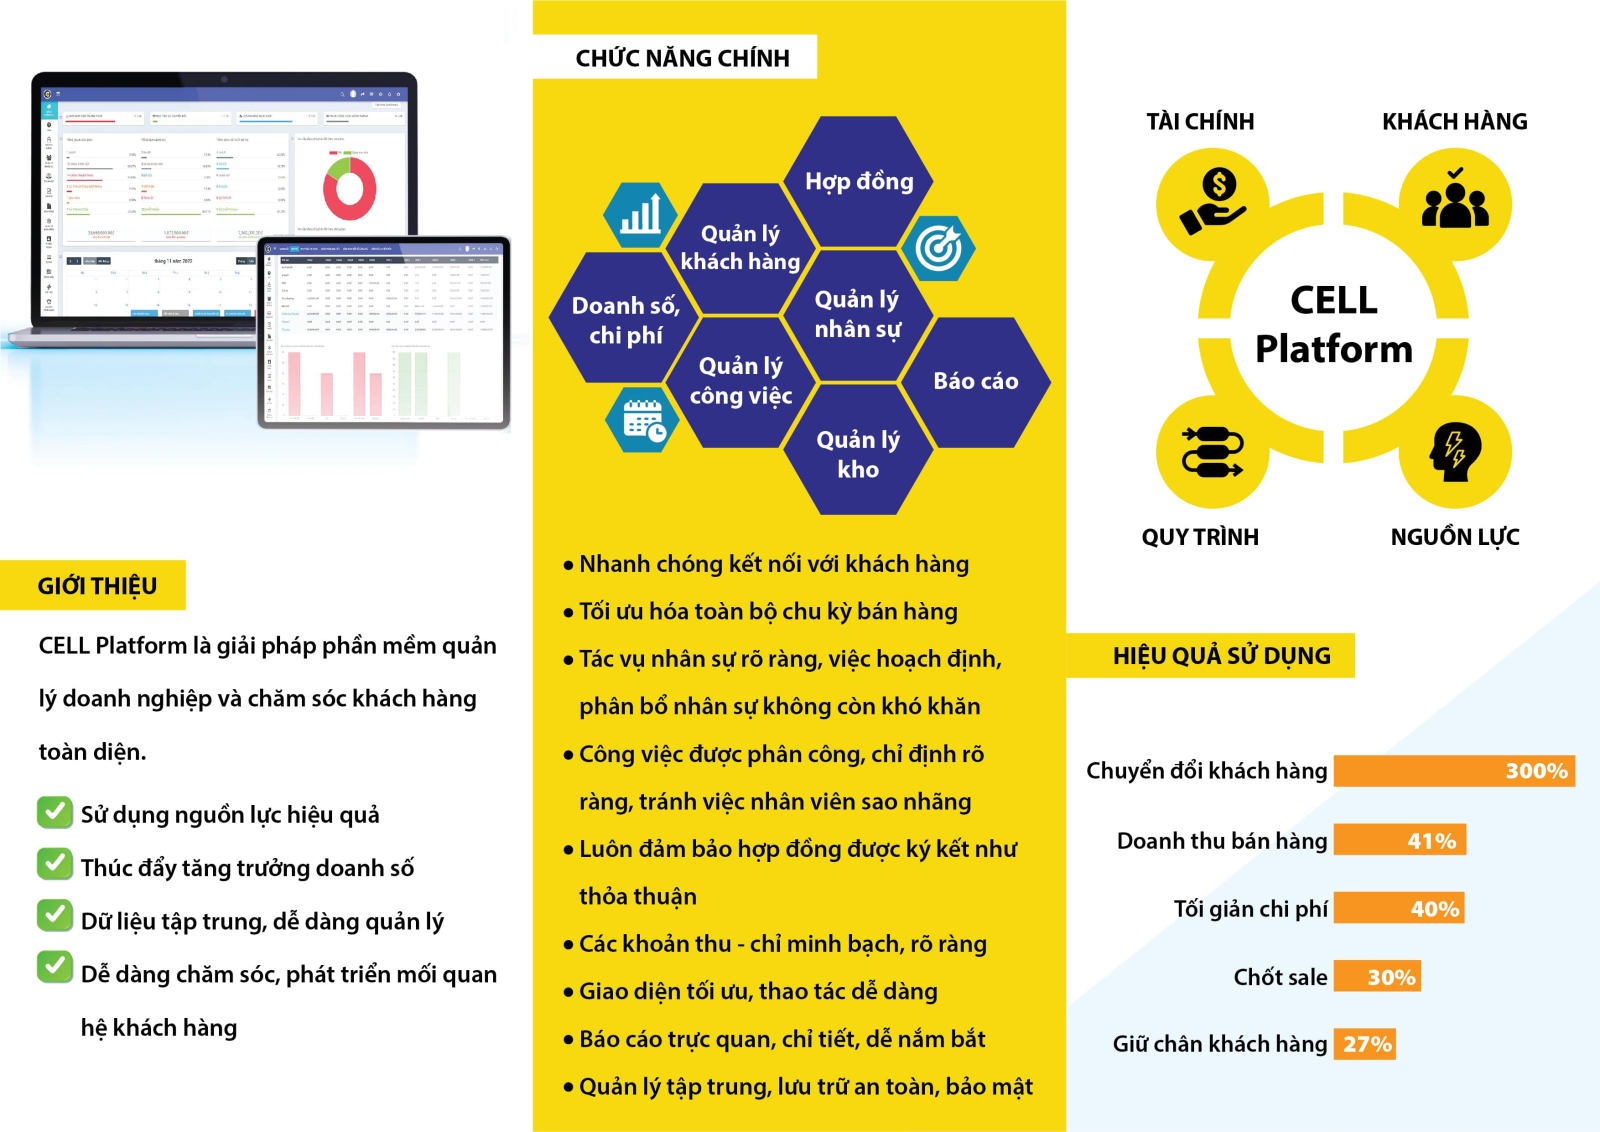 tháng 11 năm 2022
GIỚI THIỆU
CELL Platform là giải pháp phần mềm quản
lý doanh nghiệp và chăm sóc khách hàng
toàn diện.
Sử dụng nguồn lực hiệu quả
Thúc đẩy tăng trưởng doanh số
Dữ liệu tập trung, dễ dàng quản lý
Dễ dàng chăm sóc, phát triển mối quan
hệ khách hàng
CHỨC NĂNG CHÍNH
Hợp đồng
Quản lý
khách hàng
Doanh số,
chi phí
Quản lý
nhân sự
Quản lý
công việc
Báo cáo
Quản lý
kho
• Nhanh chóng kết nối với khách hàng
• Tối ưu hóa toàn bộ chu kỳ bán hàng
• Tác vụ nhân sự rõ ràng, việc hoạch định,
phân bổ nhân sự không còn khó khăn
• Công việc được phân công, chỉ định rõ
ràng, tránh việc nhân viên sao nhãng
• Luôn đảm bảo hợp đồng được ký kết như
thỏa thuận
• Các khoản thu - chỉ minh bạch, rõ ràng
• Giao diện tối ưu, thao tác dễ dàng
• Báo cáo trực quan, chỉ tiết, dễ nắm bắt
• Quản lý tập trung, lưu trữ an toàn, bảo mật
TÀI CHÍNH
KHÁCH HÀNG
CELL
Platform
QUY TRÌNH
NGUỒN LỰC
HIỆU QUẢ SỬ DỤNG
Chuyển đổi khách hàng 300%
Doanh thu bán hàng 41%
Tối giản chi phí 40%
Chốt sale 30%
Giữ chân khách hàng 27%